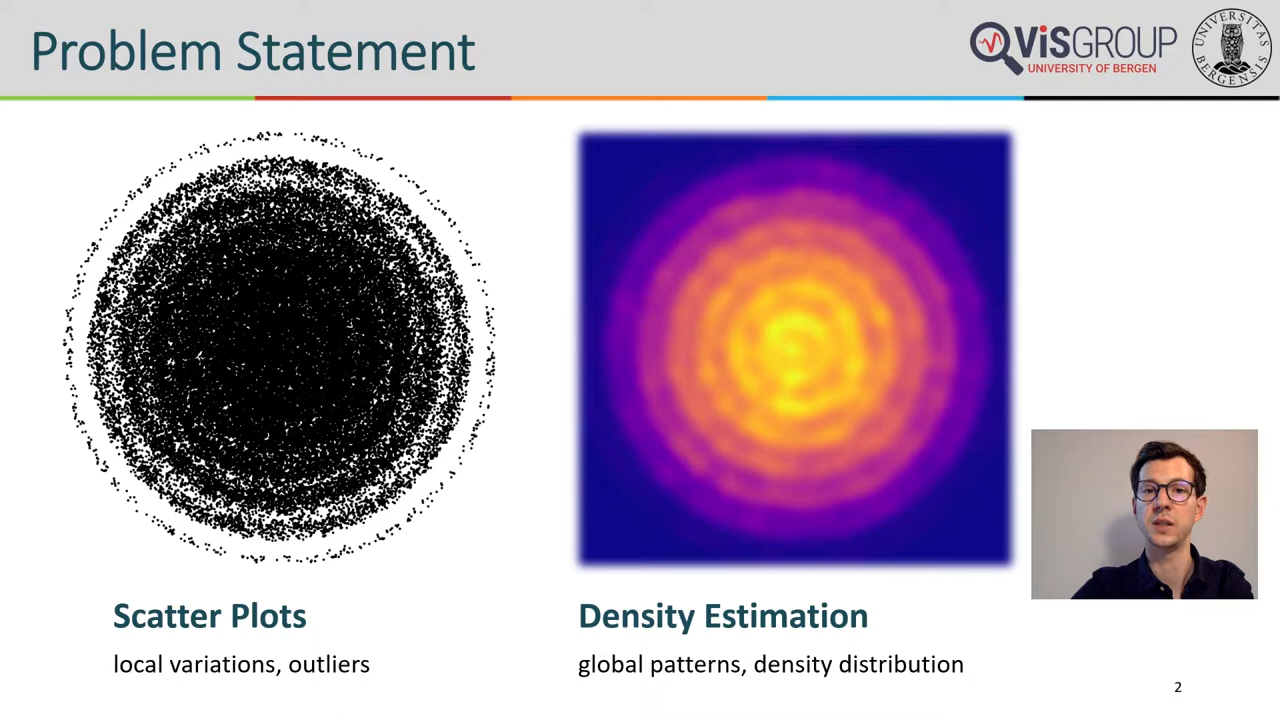 Problem Statement
VISGROUP
UNIVERSITY OF BERGEN
UNIVERSITAS BERGENSIS
Scatter Plots
local variations, outliers
Density Estimation
global patterns, density distribution
2